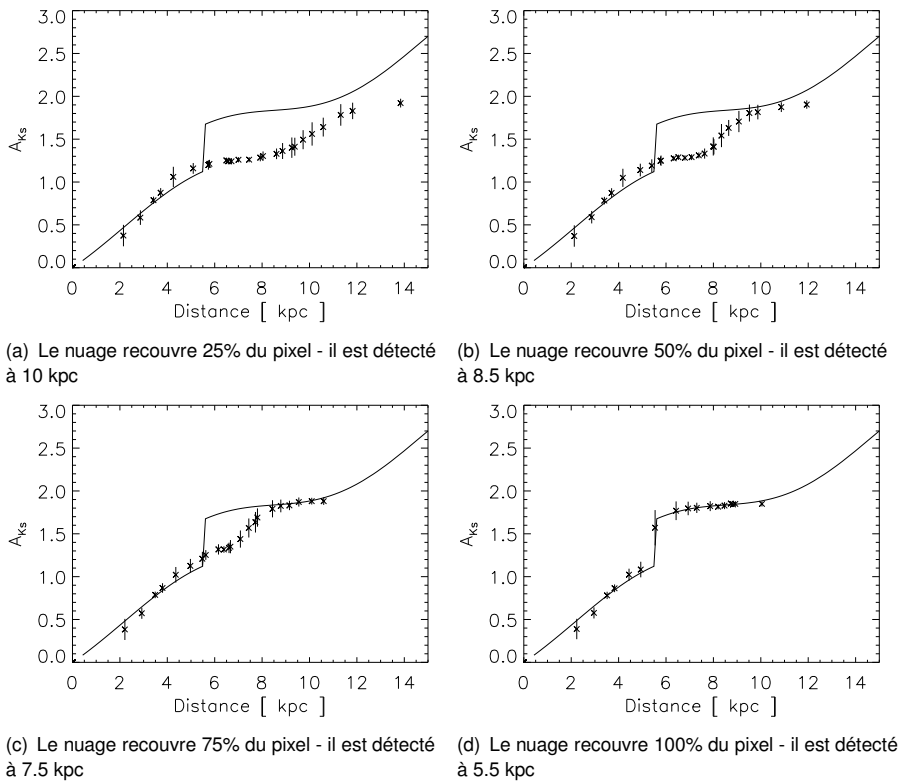 3.0
2.5
2.0
1.5
1.0
0.5
0.0
A_Ks
0 2 4 6 8 10 12 14
Distance [ kpc ]
(a) Le nuage recouvre 25% du pixel - il est détecté
à 10 kpc
3.0
2.5
2.0
1.5
1.0
0.5
0.0
A_Ks
0 2 4 6 8 10 12 14
Distance [ kpc ]
(b) Le nuage recouvre 50% du pixel - il est détecté
à 8.5 kpc
3.0
2.5
2.0
1.5
1.0
0.5
0.0
A_Ks
0 2 4 6 8 10 12 14
Distance [ kpc ]
(c) Le nuage recouvre 75% du pixel - il est détecté
à 7.5 kpc
3.0
2.5
2.0
1.5
1.0
0.5
0.0
A_Ks
0 2 4 6 8 10 12 14
Distance [ kpc ]
(d) Le nuage recouvre 100% du pixel - il est détecté
à 5.5 kpc